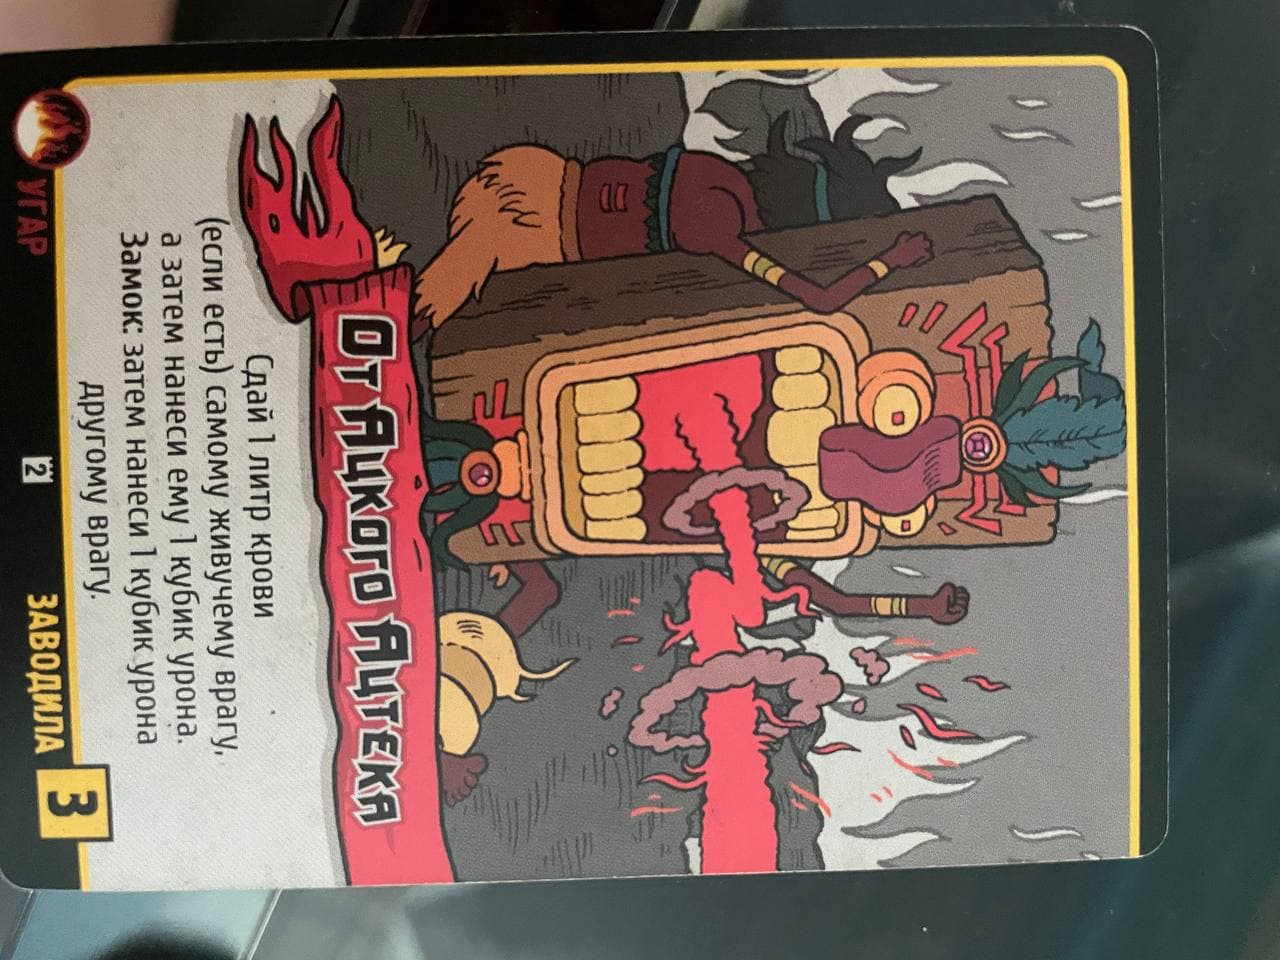 От Ацкого Ацтека
Сдай 1 литр крови
(если есть) самому живучему врагу,
а затем нанеси ему 1 кубик урона.
Замок: затем нанеси 1 кубик урона
другому врагу.
УГАР
2
ЗАВОДИЛА
3